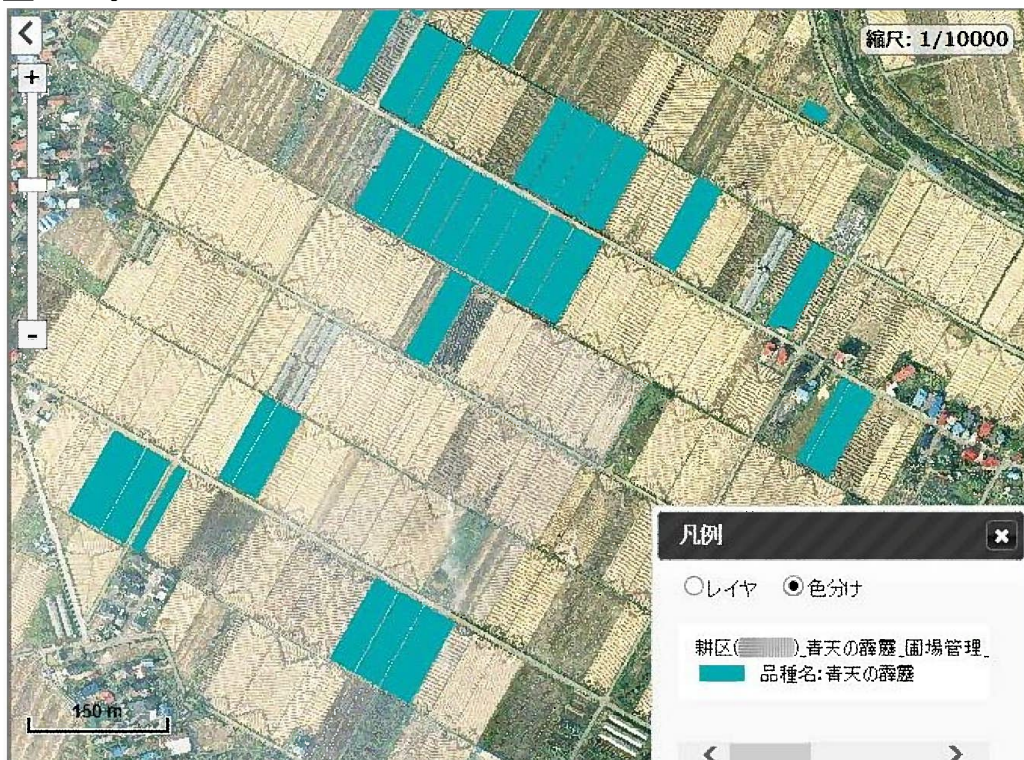 縮尺: 1/10000
+
-
凡例
レイヤ 色分け
耕区( )_青天の霹靂_圃場管理_
品種名:青天の霹靂
150 m